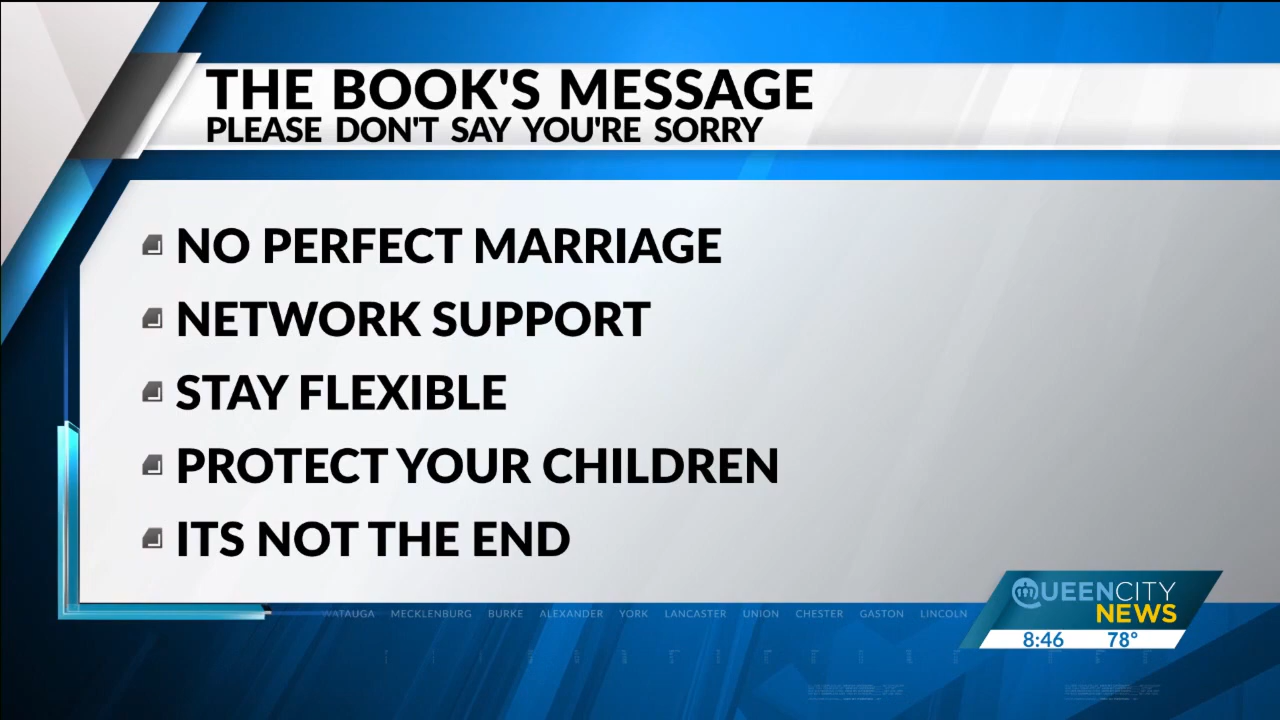 THE BOOK'S MESSAGE
PLEASE DON'T SAY YOU'RE SORRY
NO PERFECT MARRIAGE
NETWORK SUPPORT
STAY FLEXIBLE
PROTECT YOUR CHILDREN
ITS NOT THE END
MECKLENBURG BURKE ALEXANDER YORK LANCASTER UNION CHESTER GASTON LINCOLN
QUEEN CITY
NEWS
8:46 78°